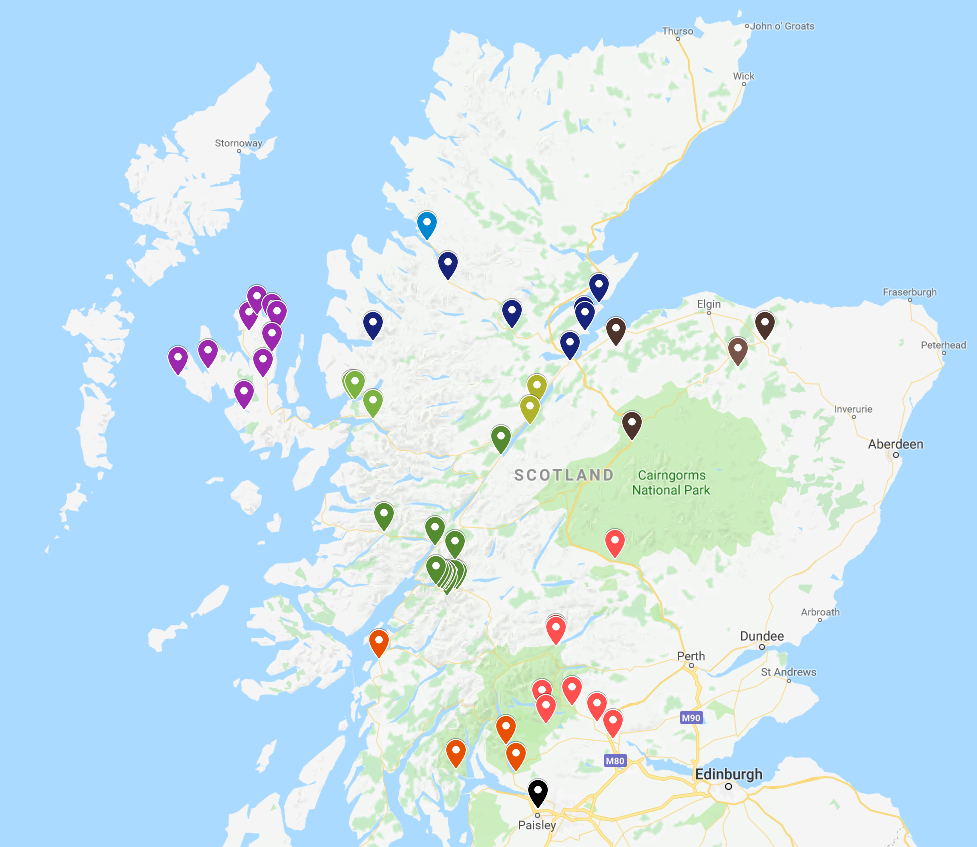 John o' Groats
Thurso
Wick
Stornoway
Fraserburgh
Elgin
Peterhead
Inverurie
Aberdeen
SCOTLAND
Cairngorms
National Park
Arbroath
Dundee
Perth
St Andrews
M90
M80
Edinburgh
Paisley